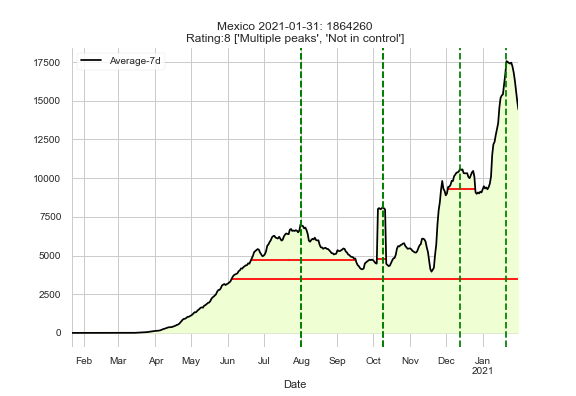 Mexico 2021-01-31: 1864260
Rating:8 ['Multiple peaks', 'Not in control']
Average-7d
17500
15000
12500
10000
7500
5000
2500
0
Feb Mar Apr May Jun Jul Aug Sep Oct Nov Dec Jan
2021
Date